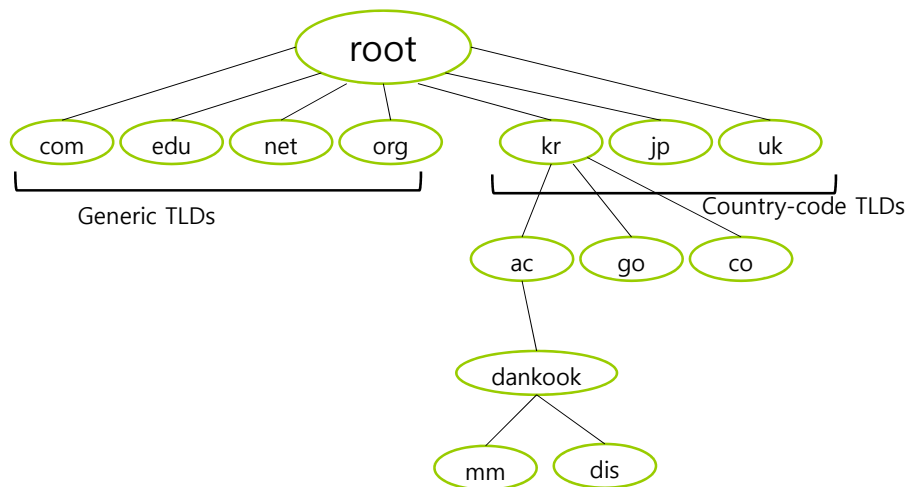 root
com
edu
net
org
kr
jp
uk
Generic TLDs
Country-code TLDs
ac
go
co
dankook
mm
dis